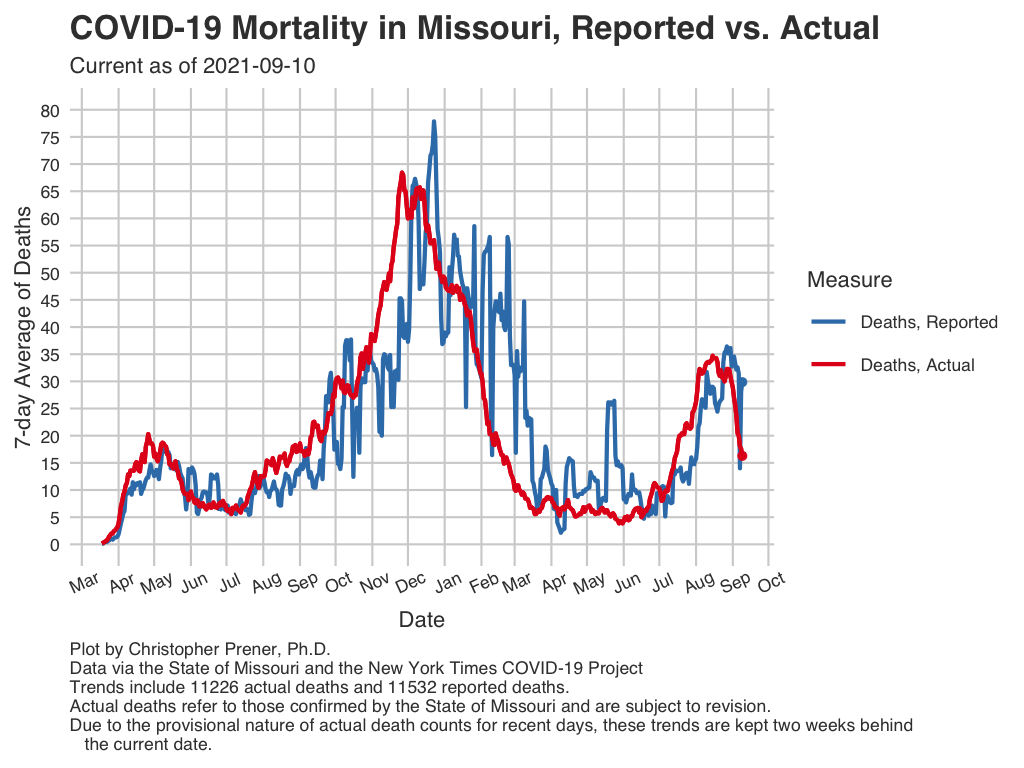 COVID-19 Mortality in Missouri, Reported vs. Actual
Current as of 2021-09-10
80
75
70
65
60
55
50
45
40
35
30
25
20
15
10
5
0
7-day Average of Deaths
Mar Apr May Jun Jul Aug Sep Oct Nov Dec Jan Feb Mar Apr May Jun Jul Aug Sep Oct
Date
Measure
Deaths, Reported
Deaths, Actual
Plot by Christopher Prener, Ph.D.
Data via the State of Missouri and the New York Times COVID-19 Project
Trends include 11226 actual deaths and 11532 reported deaths.
Actual deaths refer to those confirmed by the State of Missouri and are subject to revision.
Due to the provisional nature of actual death counts for recent days, these trends are kept two weeks behind
the current date.